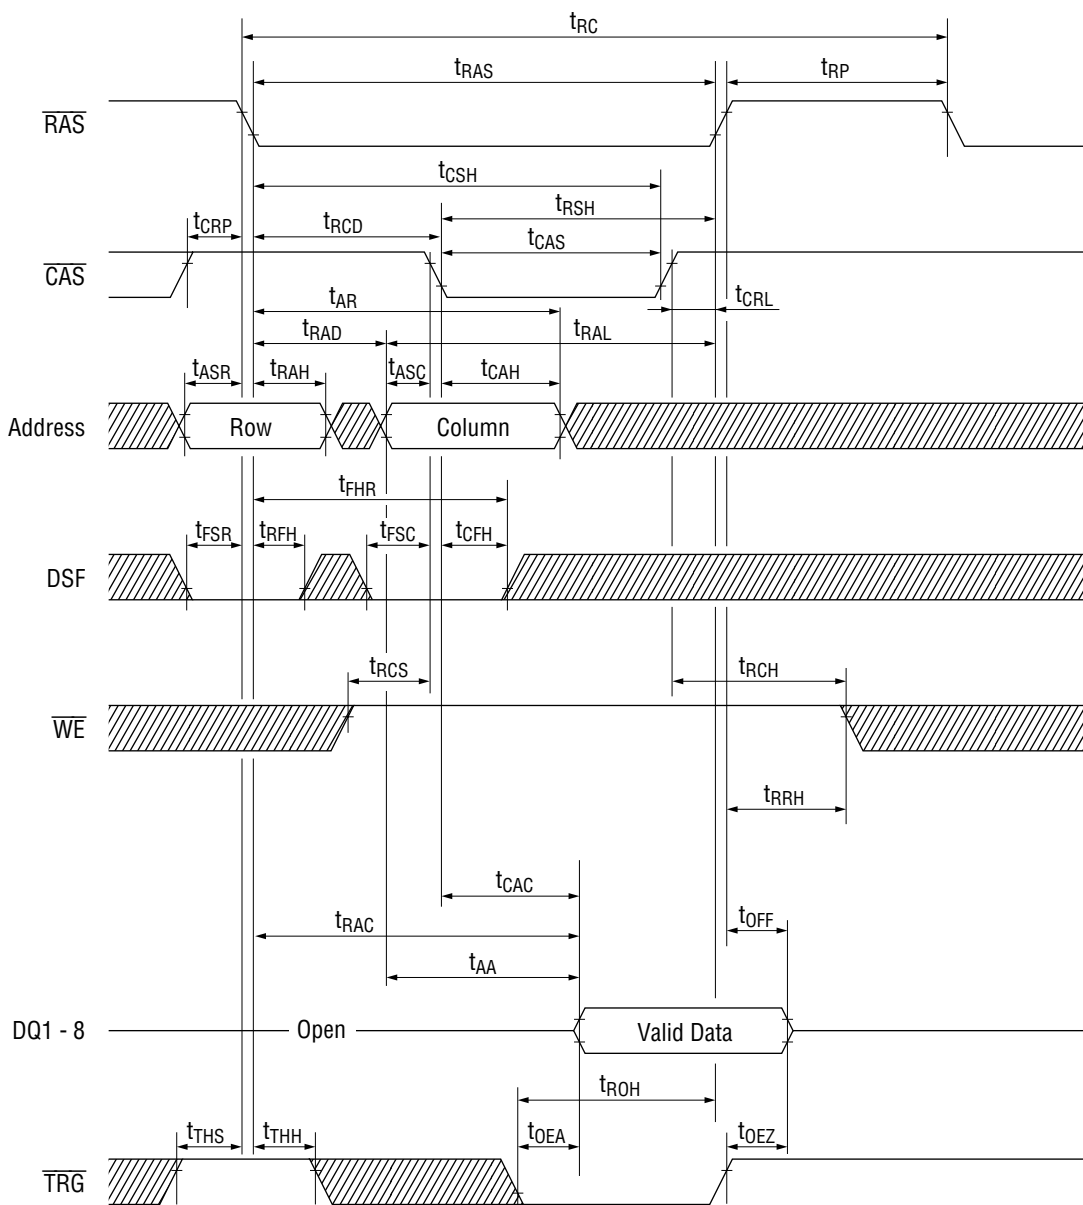 tRC
tRAS tRP
RAS
tCSH
tRSH
tCRP tRCD
tCAS
CAS
tAR tCRL
tRAD tRAL
tASR tRAH tASC tCAH
Address Row Column
tFHR
tFSR tRFH tFSC tCFH
DSF
tRCS tRCH
WE
tRRH
tCAC
tRAC tOFF
tAA
DQ1 - 8 Open Valid Data
tROH
tTHS tTHH tOEA tOEZ
TRG